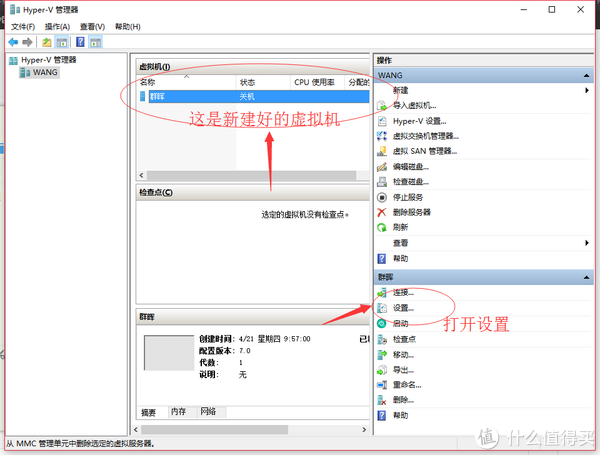 Hyper-V 管理器
文件(F) 操作(A) 查看(V) 帮助(H)
Hyper-V 管理器
WANG
虚拟机(I)
名称 状态 CPU 使用率 分配的
群晖 关机
这是新建好的虚拟机
检查点(C)
选定的虚拟机没有检查点。
群晖
创建时间: 4/21 星期四 9:57:00
配置版本: 7.0
代数: 1
说明: 无
摘要 内存 网络
操作
WANG
新建
导入虚拟机...
Hyper-V 设置...
虚拟交换机管理器...
虚拟 SAN 管理器...
编辑磁盘...
检查磁盘...
停止服务
删除服务器
刷新
查看
帮助
群晖
连接...
设置...
启动
打开设置
检查点
移动...
导出...
重命名...
删除...
帮助
从 MMC 管理单元中删除选定的虚拟服务器。
值 什么值得买